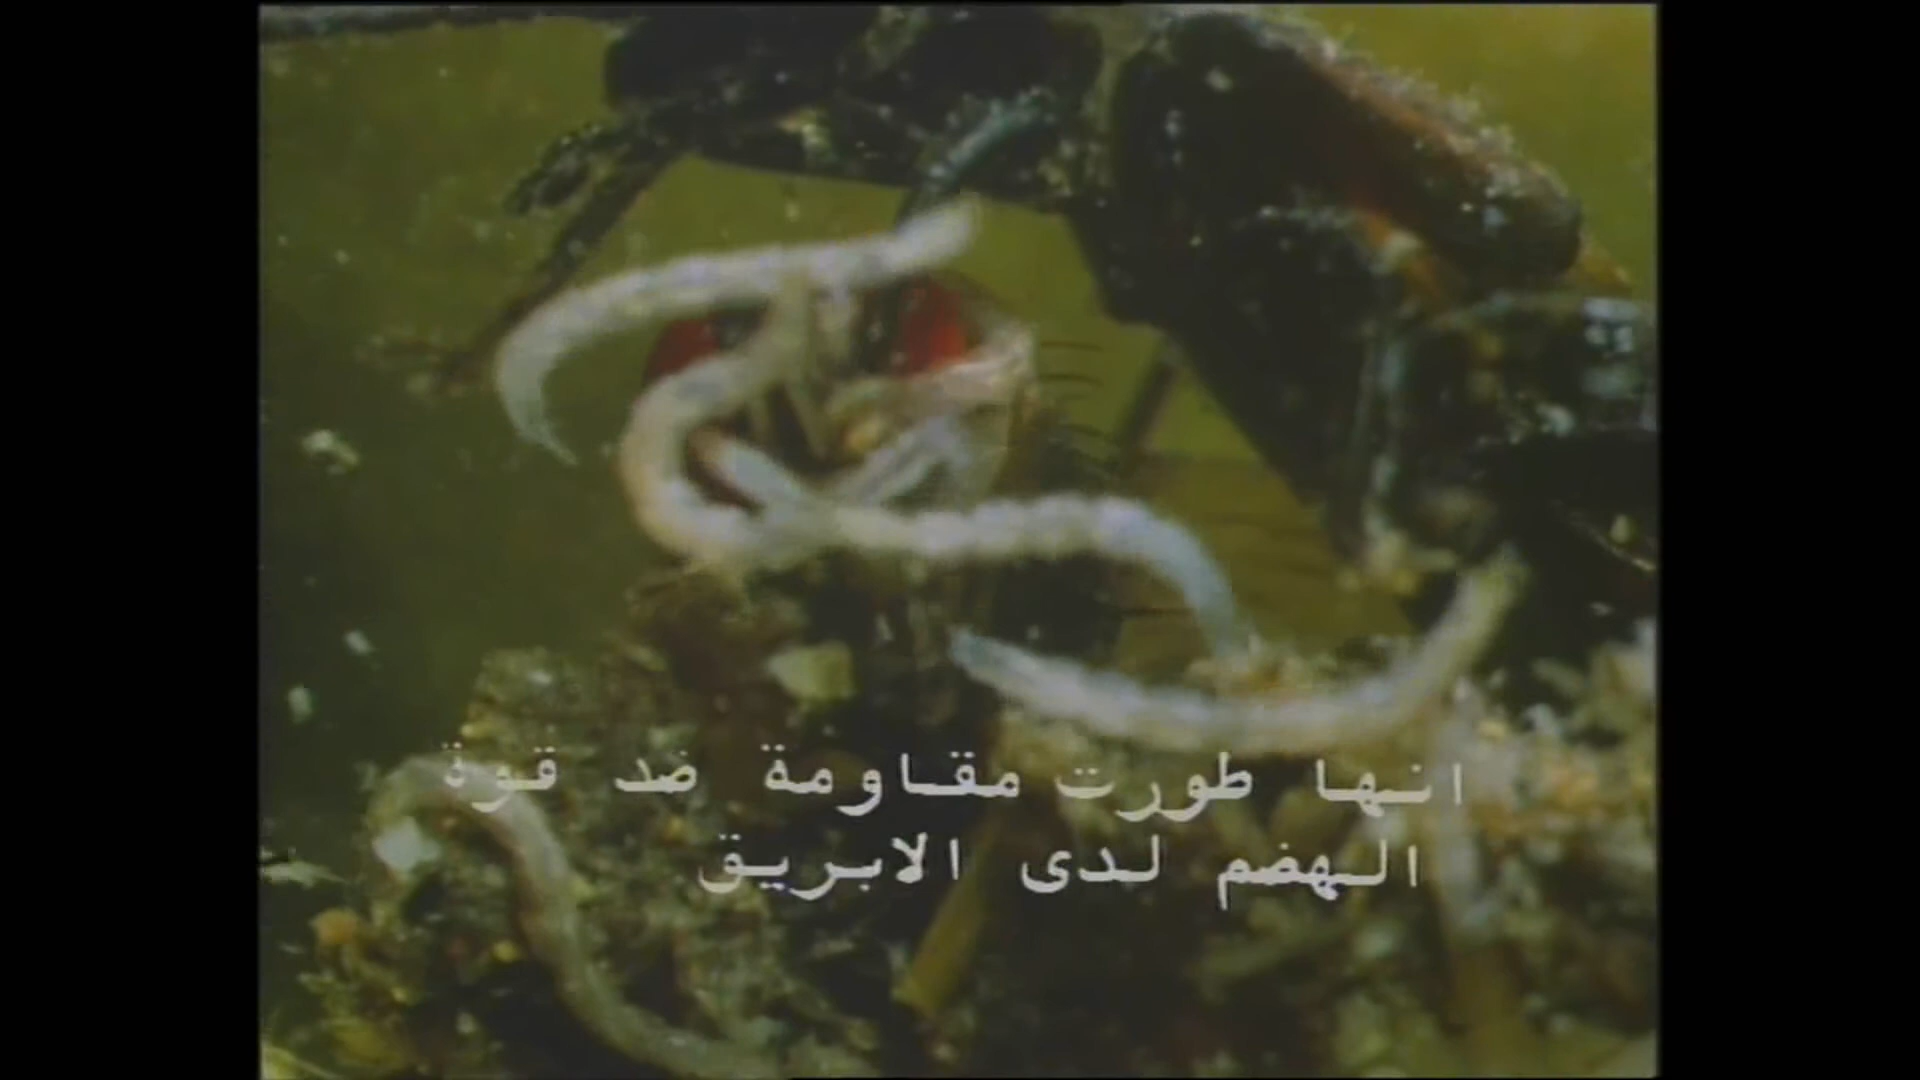 انها طورت مقاومة ضد قوة
الهضم لدى الابريق